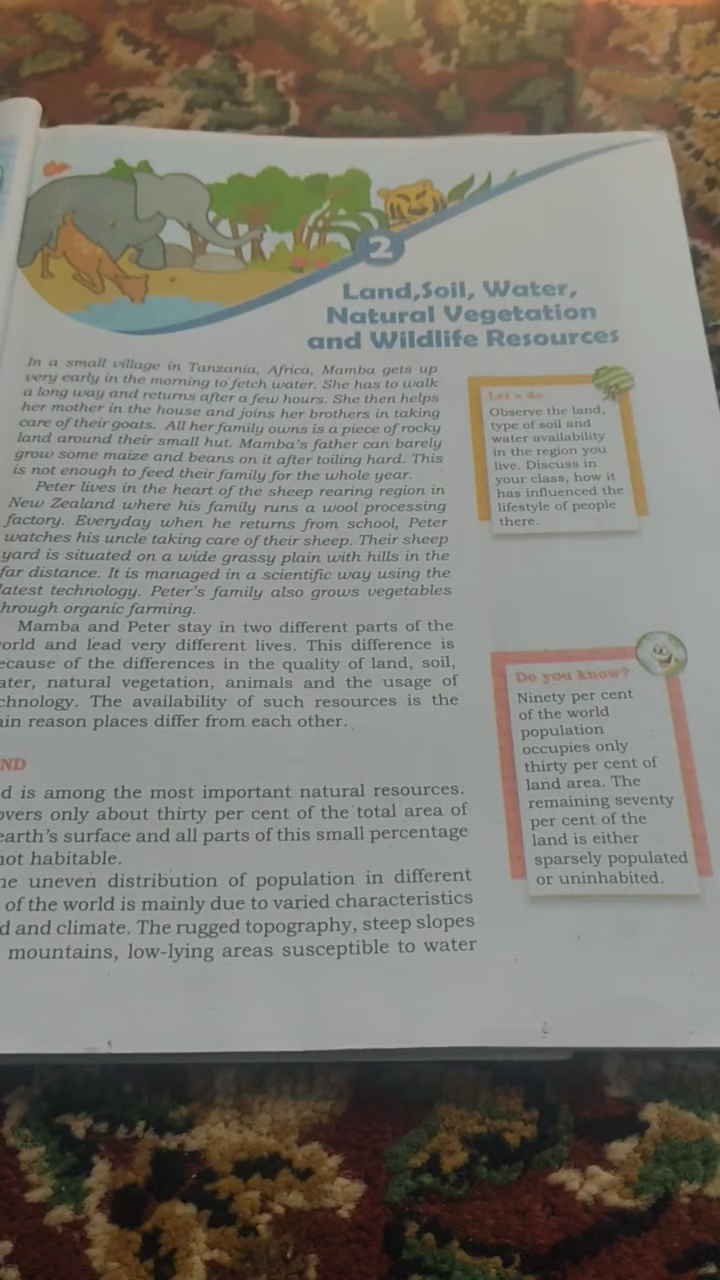 2
Land,Soil, Water,
Natural Vegetation
and Wildlife Resources
In a small village in Tanzania, Africa, Mamba gets up
very early in the morning to fetch water. She has to walk
a long way and returns after a few hours. She then helps
her mother in the house and joins her brothers in taking
care of their goats. All her family owns is a piece of rocky
land around their small hut. Mamba's father can barely
grow some maize and beans on it after toiling hard. This
is not enough to feed their family for the whole year.
Peter lives in the heart of the sheep rearing region in
New Zealand where his family runs a wool processing
factory. Everyday when he returns from school, Peter
watches his uncle taking care of their sheep. Their sheep
yard is situated on a wide grassy plain with hills in the
far distance. It is managed in a scientific way using the
latest technology. Peter's family also grows vegetables
hrough organic farming.
Mamba and Peter stay in two different parts of the
orld and lead very different lives. This difference is
ecause of the differences in the quality of land, soil,
ater, natural vegetation, animals and the usage of
chnology. The availability of such resources is the
ain reason places differ from each other.
ND
d is among the most important natural resources.
overs only about thirty per cent of the total area of
earth's surface and all parts of this small percentage
not habitable.
he uneven distribution of population in different
of the world is mainly due to varied characteristics
d and climate. The rugged topography, steep slopes
mountains, low-lying areas susceptible to water
Let's do
Observe the land,
type of soil and
water availability
in the region you
live. Discuss in
your class, how it
has influenced the
lifestyle of people
there.
Do you know?
Ninety per cent
of the world
population
occupies only
thirty per cent of
land area. The
remaining seventy
per cent of the
land is either
sparsely populated
or uninhabited.